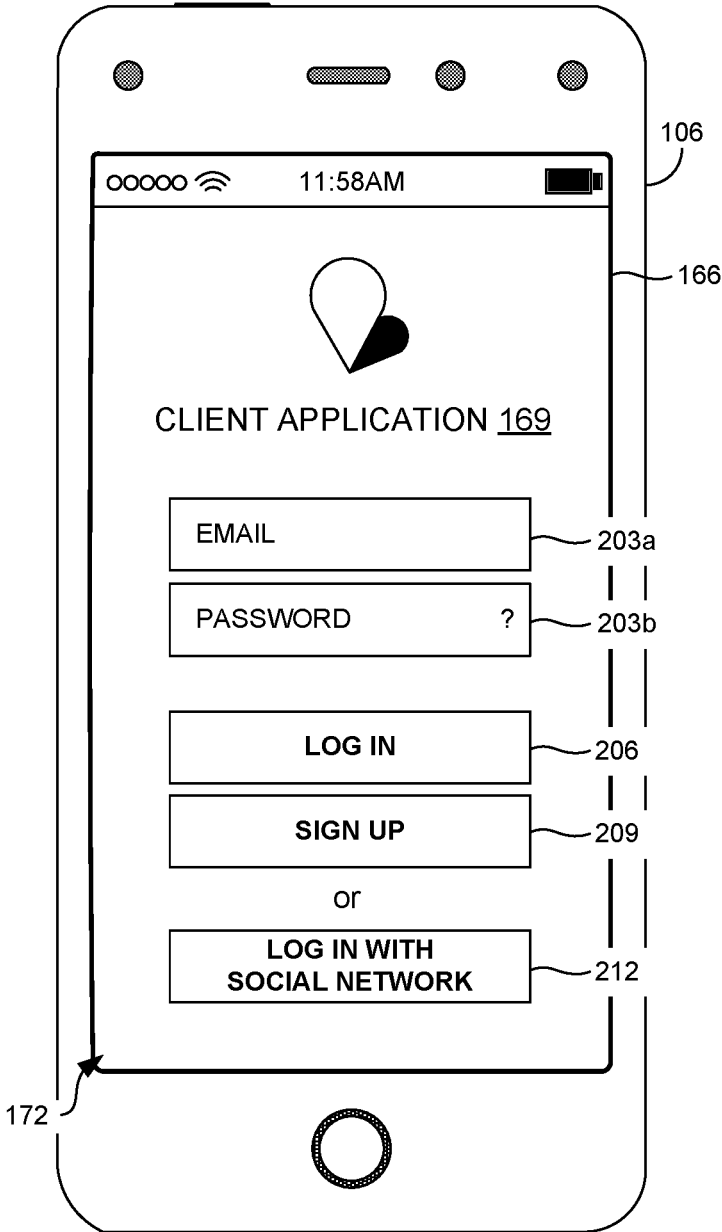 106
11:58AM
166
CLIENT APPLICATION 169
EMAIL
203a
PASSWORD ?
203b
LOG IN
206
SIGN UP
209
or
LOG IN WITH
SOCIAL NETWORK
212
172